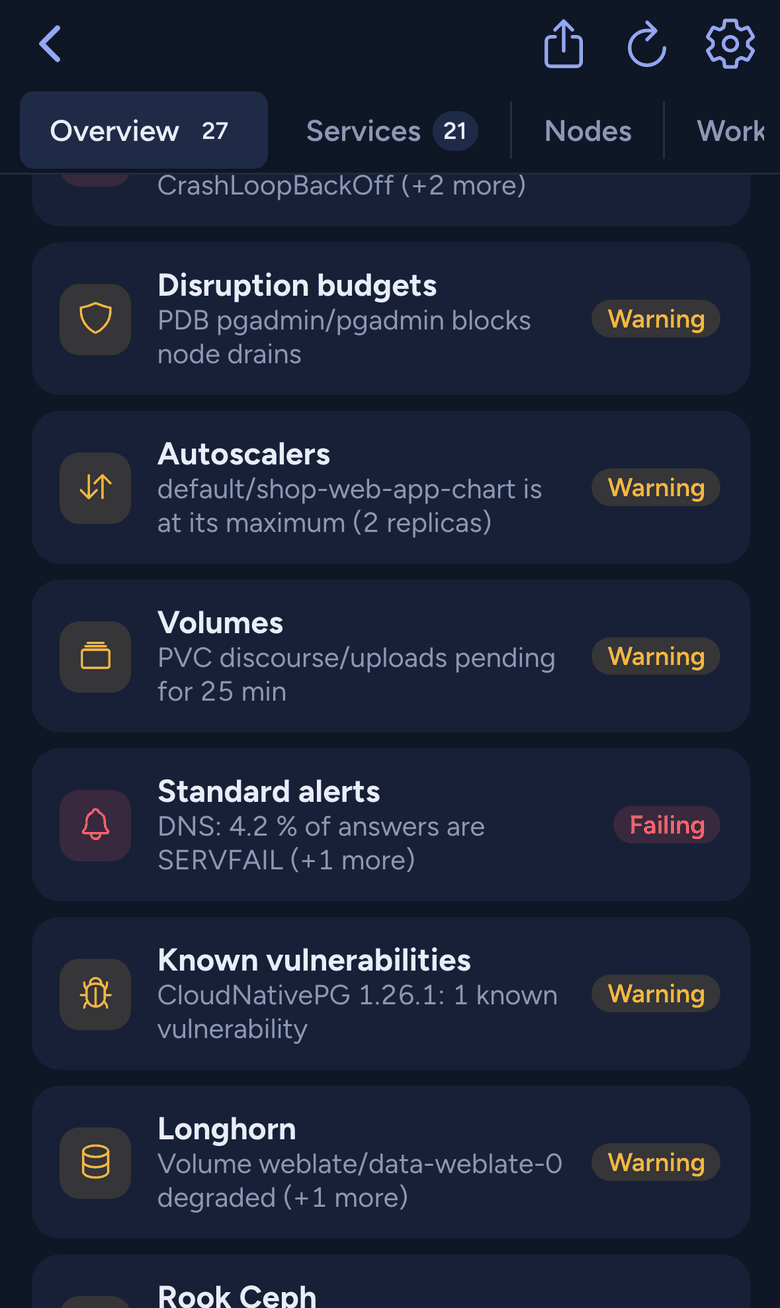 Overview 27 Services 21 Nodes Work
CrashLoopBackOff (+2 more)
Disruption budgets
PDB pgadmin/pgadmin blocks
node drains
Warning
Autoscalers
default/shop-web-app-chart is
at its maximum (2 replicas)
Warning
Volumes
PVC discourse/uploads pending
for 25 min
Warning
Standard alerts
DNS: 4.2 % of answers are
SERVFAIL (+1 more)
Failing
Known vulnerabilities
CloudNativePG 1.26.1: 1 known
vulnerability
Warning
Longhorn
Volume weblate/data-weblate-0
degraded (+1 more)
Warning
Rook Ceph